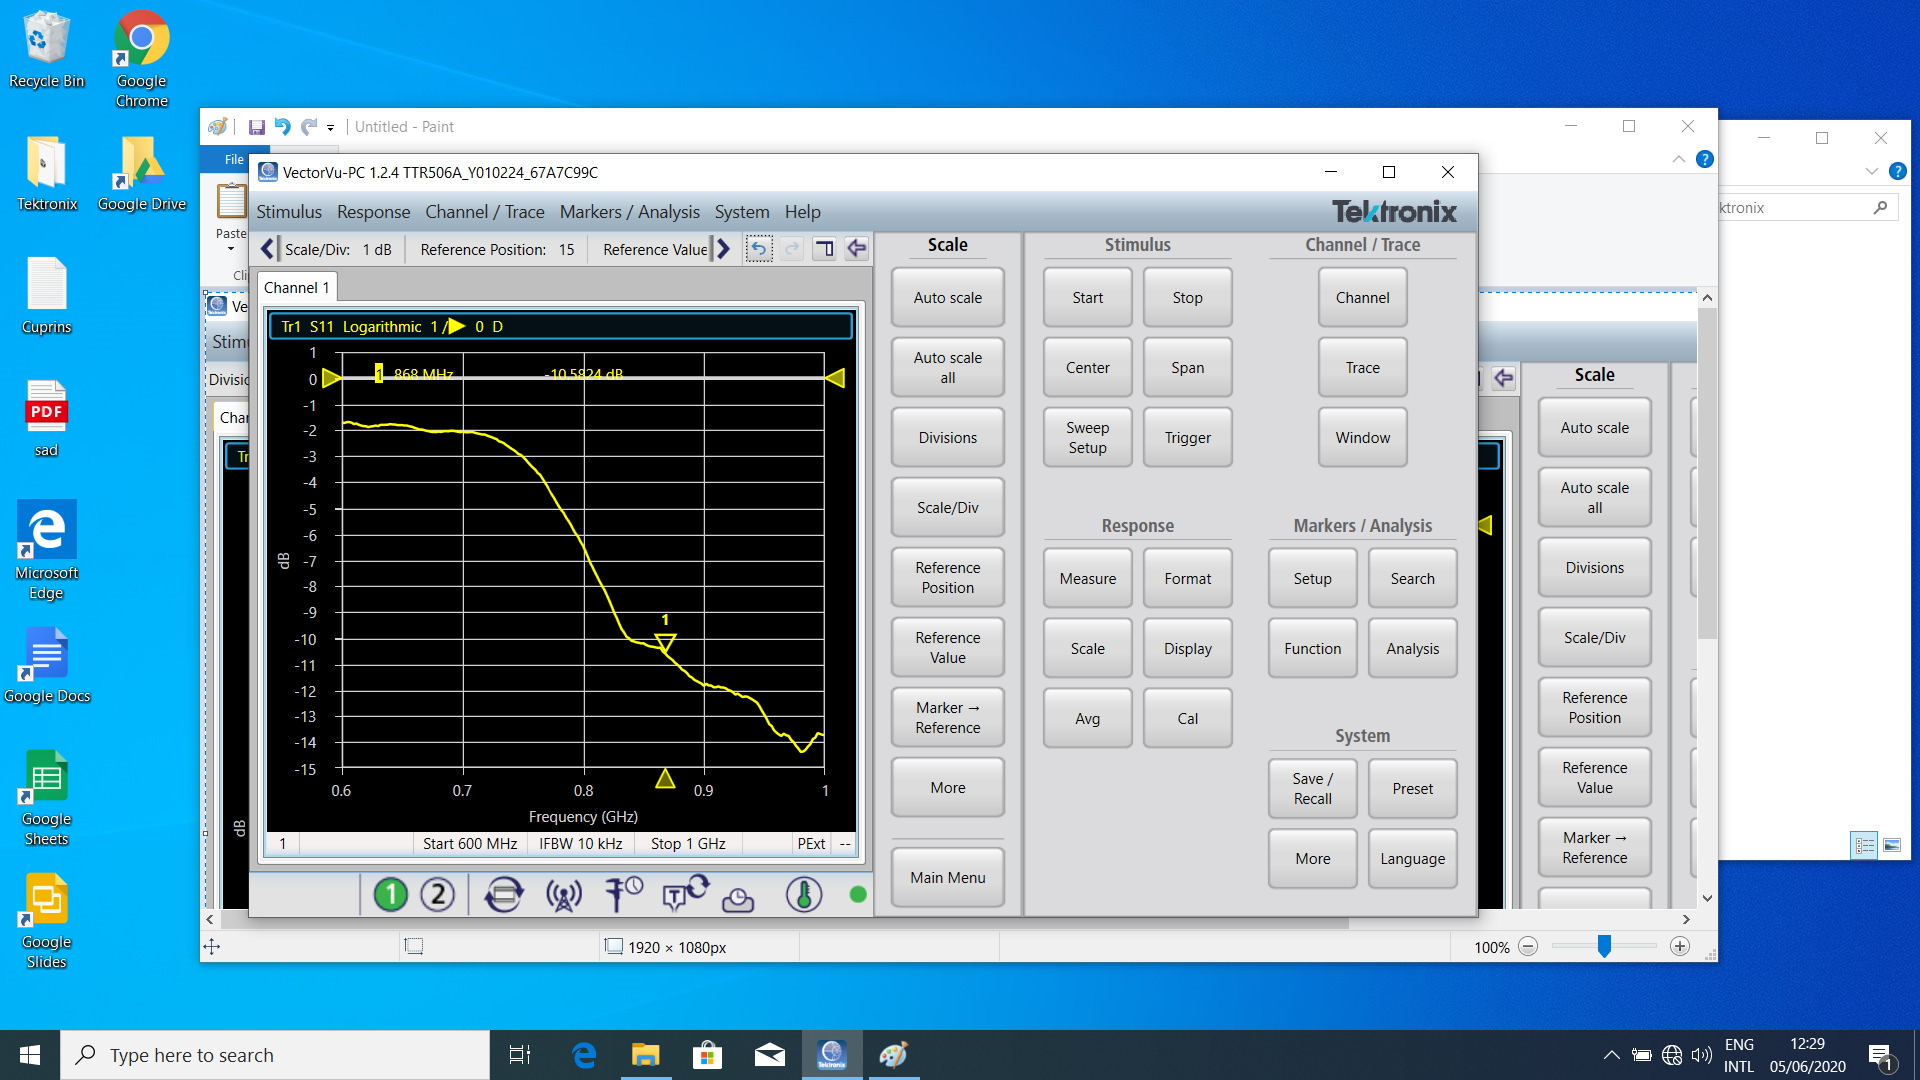 Recycle Bin
Google
Chrome
Tektronix
Google Drive
Cuprins
PDF
sad
Microsoft
Edge
Google Docs
Google
Sheets
Google
Slides
Untitled - Paint
File
Paste
VectorVu-PC 1.2.4 TTR506A_Y010224_67A7C99C
Stimulus Response Channel / Trace Markers / Analysis System Help
Tektronix
Scale/Div: 1 dB Reference Position: 15 Reference Value
Channel 1
Tr1 S11 Logarithmic 1 / 0 D
1 868 MHz -10.5824 dB
1
0
-1
-2
-3
-4
-5
-6
-7
-8
-9
-10
-11
-12
-13
-14
-15
dB
1
0.6 0.7 0.8 0.9 1
Frequency (GHz)
1 Start 600 MHz IFBW 10 kHz Stop 1 GHz PExt --
1 2
Scale
Auto scale
Auto scale
all
Divisions
Scale/Div
Reference
Position
Reference
Value
Marker →
Reference
More
Main Menu
Stimulus
Start Stop
Center Span
Sweep
Setup
Trigger
Channel / Trace
Channel
Trace
Window
Response
Measure Format
Scale Display
Avg Cal
Markers / Analysis
Setup Search
Function Analysis
System
Save /
Recall
Preset
More Language
dB
Scale
Auto scale
Auto scale
all
Divisions
Scale/Div
Reference
Position
Reference
Value
Marker →
Reference
1920 × 1080px
100%
Type here to search
ENG
INTL
12:29
05/06/2020
1